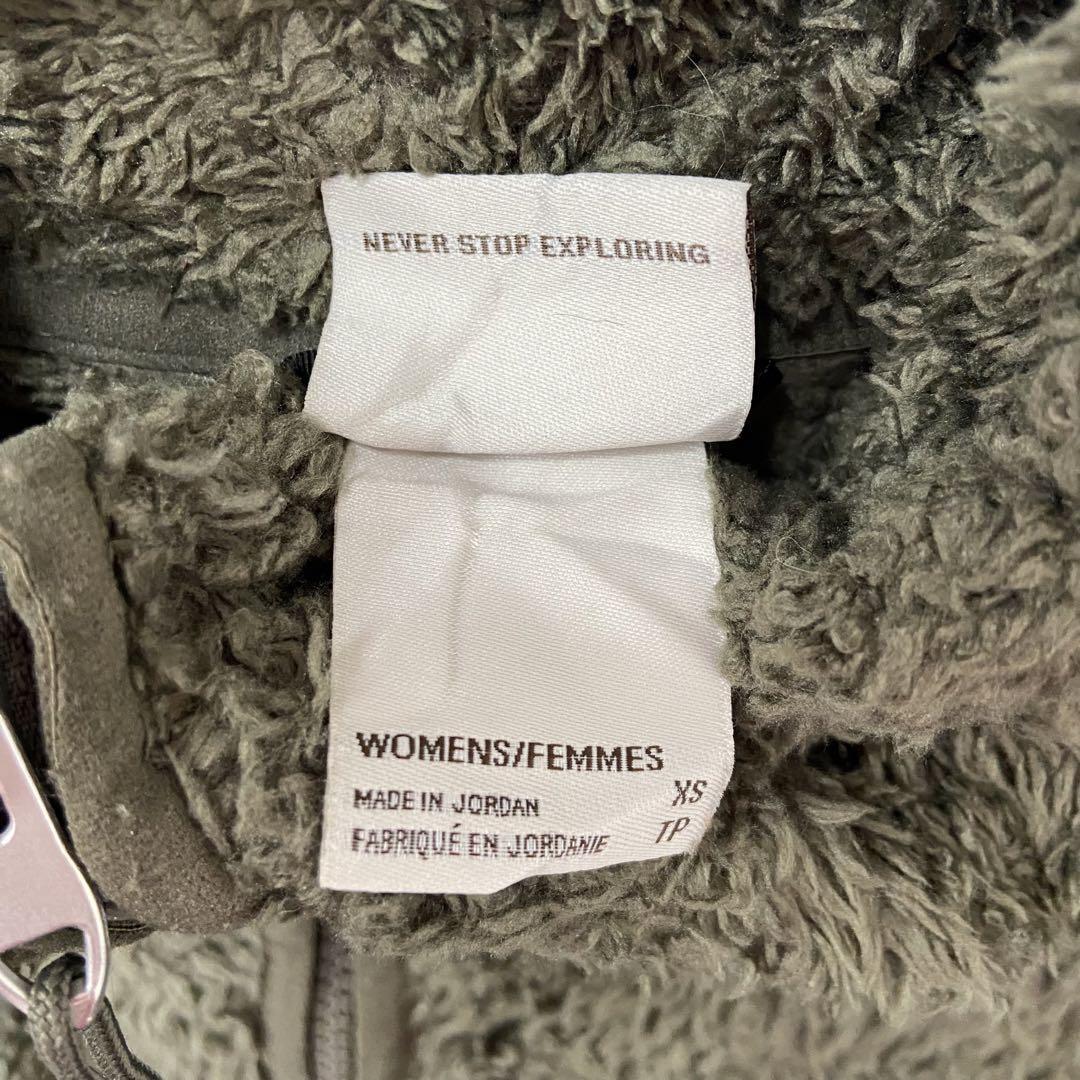 NEVER STOP EXPLORING
WOMENS/FEMMES
XS
MADE IN JORDAN
TP
FABRIQUÉ EN JORDANIE